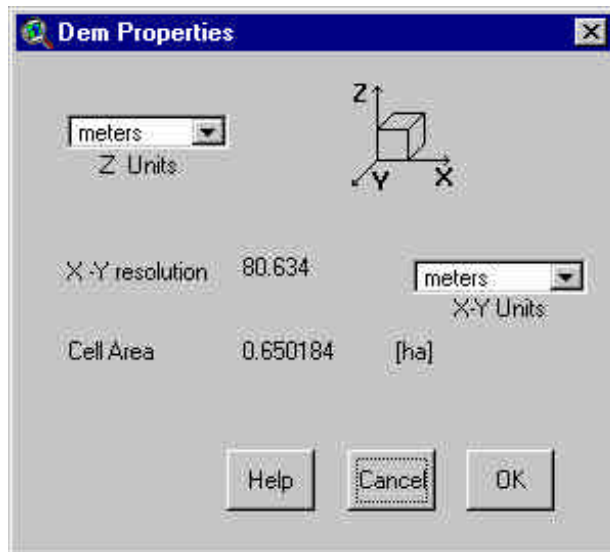 Dem Properties
Z
meters
Z Units
Y
X
X-Y resolution 80.634 meters
X-Y Units
Cell Area 0.650184 [ha]
Help Cancel OK